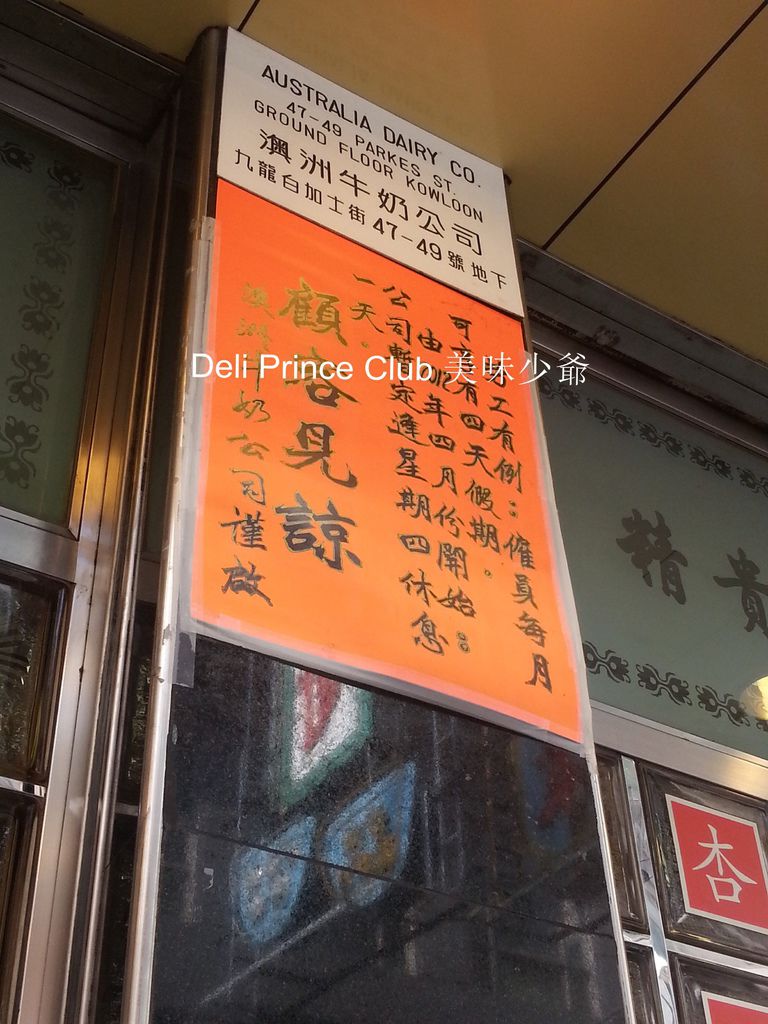 AUSTRALIA DAIRY CO.
47-49 PARKES ST.
GROUND FLOOR KOWLOON
澳洲牛奶公司
九龍白加士街47-49號地下
工有例：僱員每月
可 有四天假期。
由 年四月份開始：
公司暫定逢星期四休息
一天。
顧客見諒
澳洲牛奶公司謹啟
Deli Prince Club 美味少爺
精貴
杏